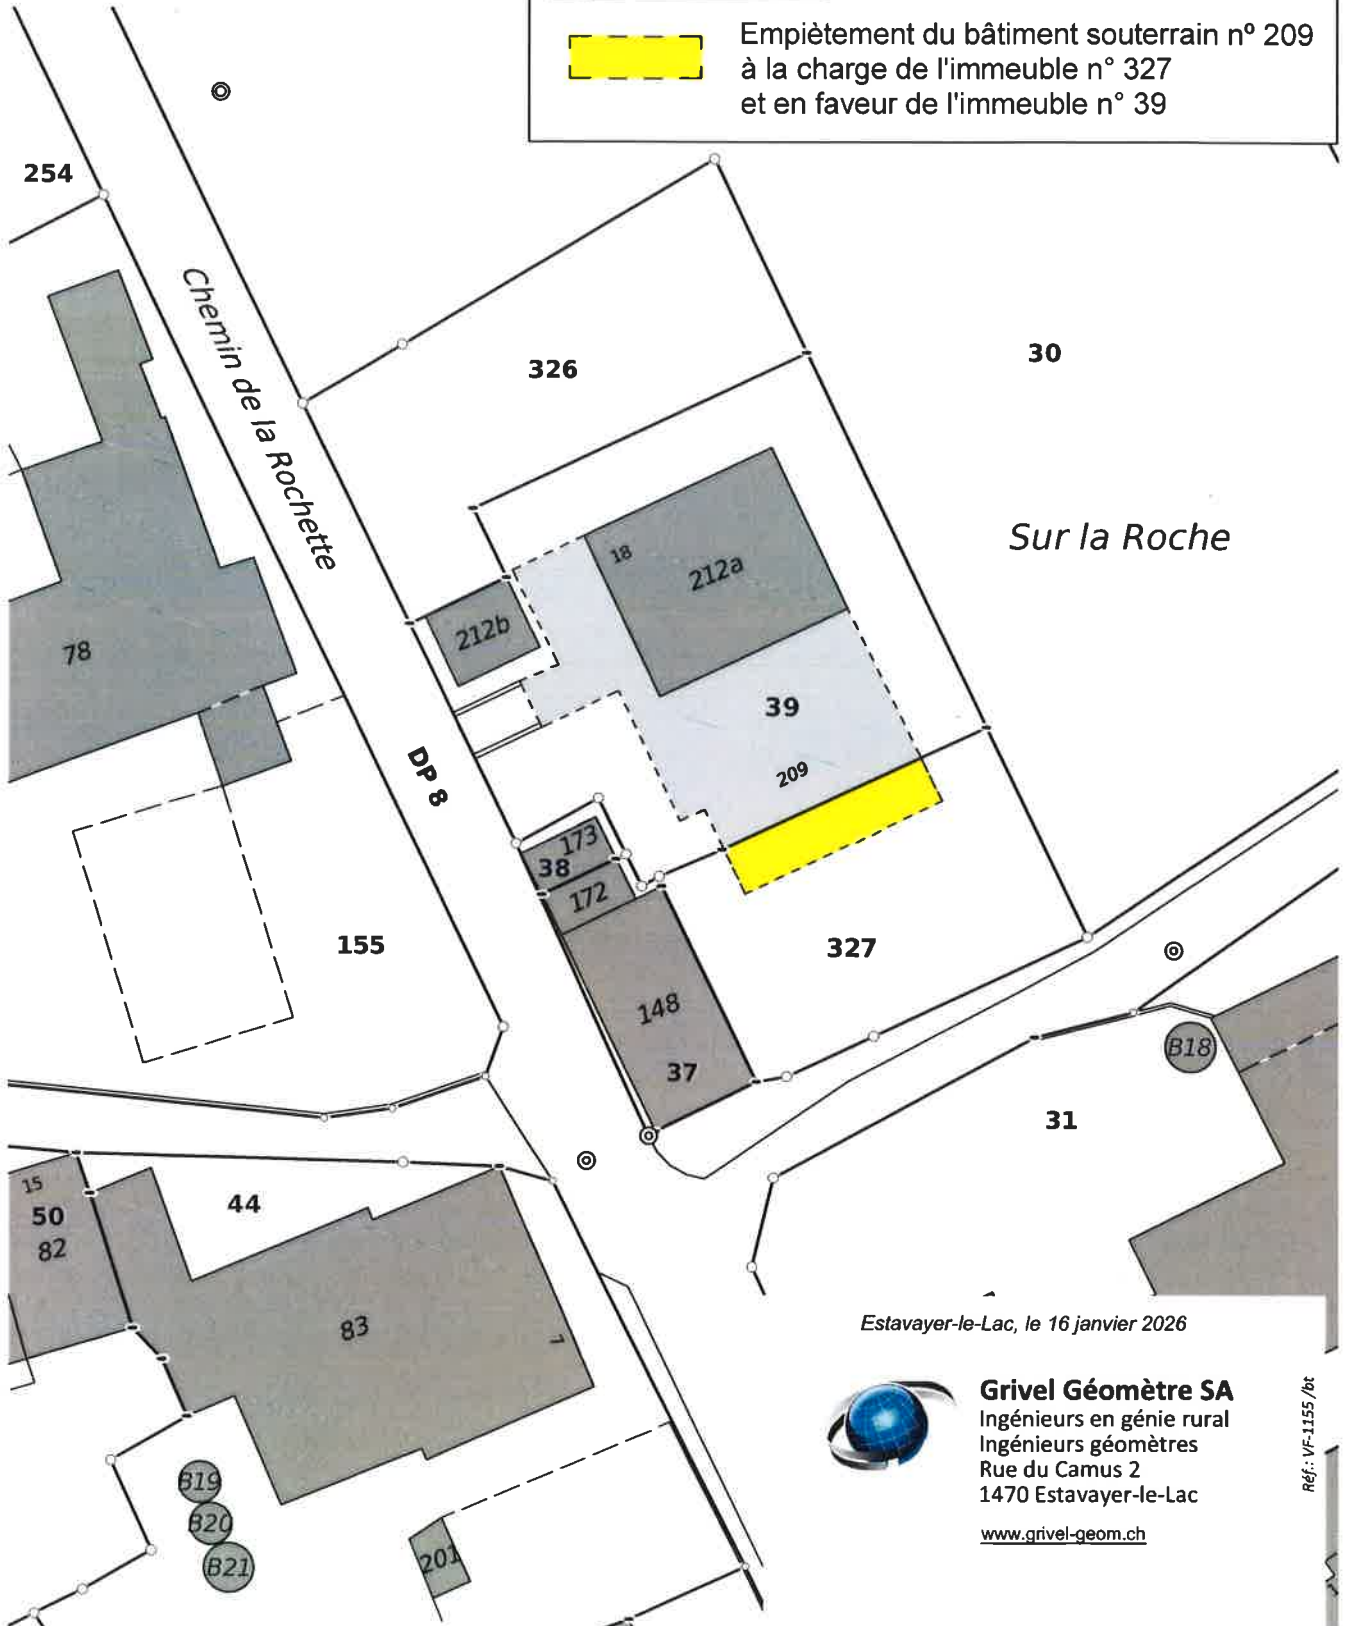 Empiètement du bâtiment souterrain nº 209
à la charge de l'immeuble n° 327
et en faveur de l'immeuble n° 39
254
Chemin de la Rochette
326
30
Sur la Roche
18
212a
212b
78
39
209
DP 8
173
38
172
155
327
148
37
B18
31
15
50
82
44
83
7
B19
B20
B21
201
Estavayer-le-Lac, le 16 janvier 2026
Grivel Géomètre SA
Ingénieurs en génie rural
Ingénieurs géomètres
Rue du Camus 2
1470 Estavayer-le-Lac
www.grivel-geom.ch
Réf.: VF-1155 /bt